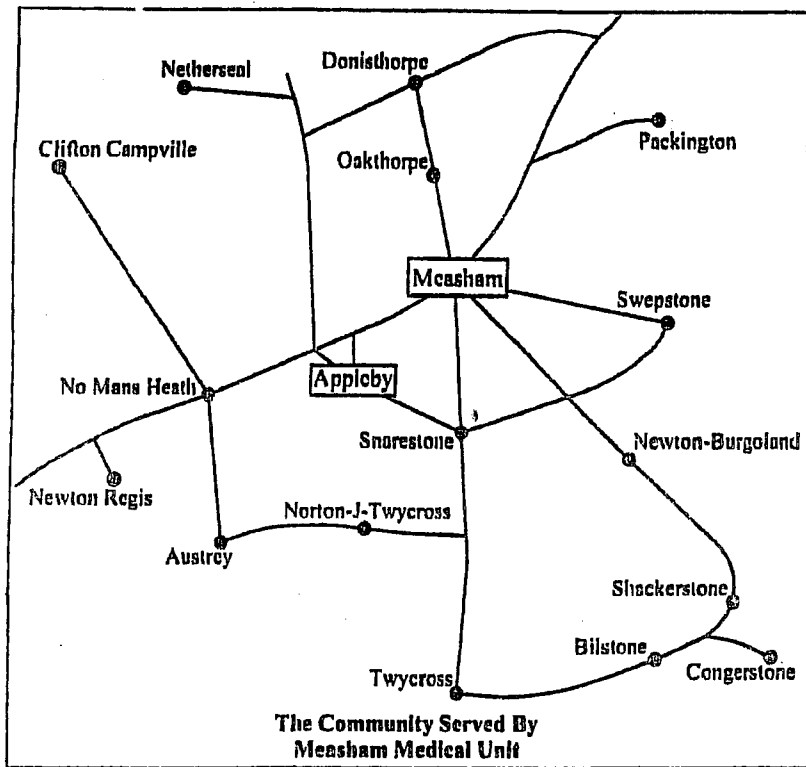 Donisthorpe
Netherseal
Packington
Clifton Campville
Oakthorpe
Measham
Swepstone
Appleby
No Mans Heath
Snarestone
Newton-Burgoland
Newton Regis
Norton-J-Twycross
Austrey
Shackerstone
Bilstone
Congerstone
Twycross
The Community Served By
Measham Medical Unit